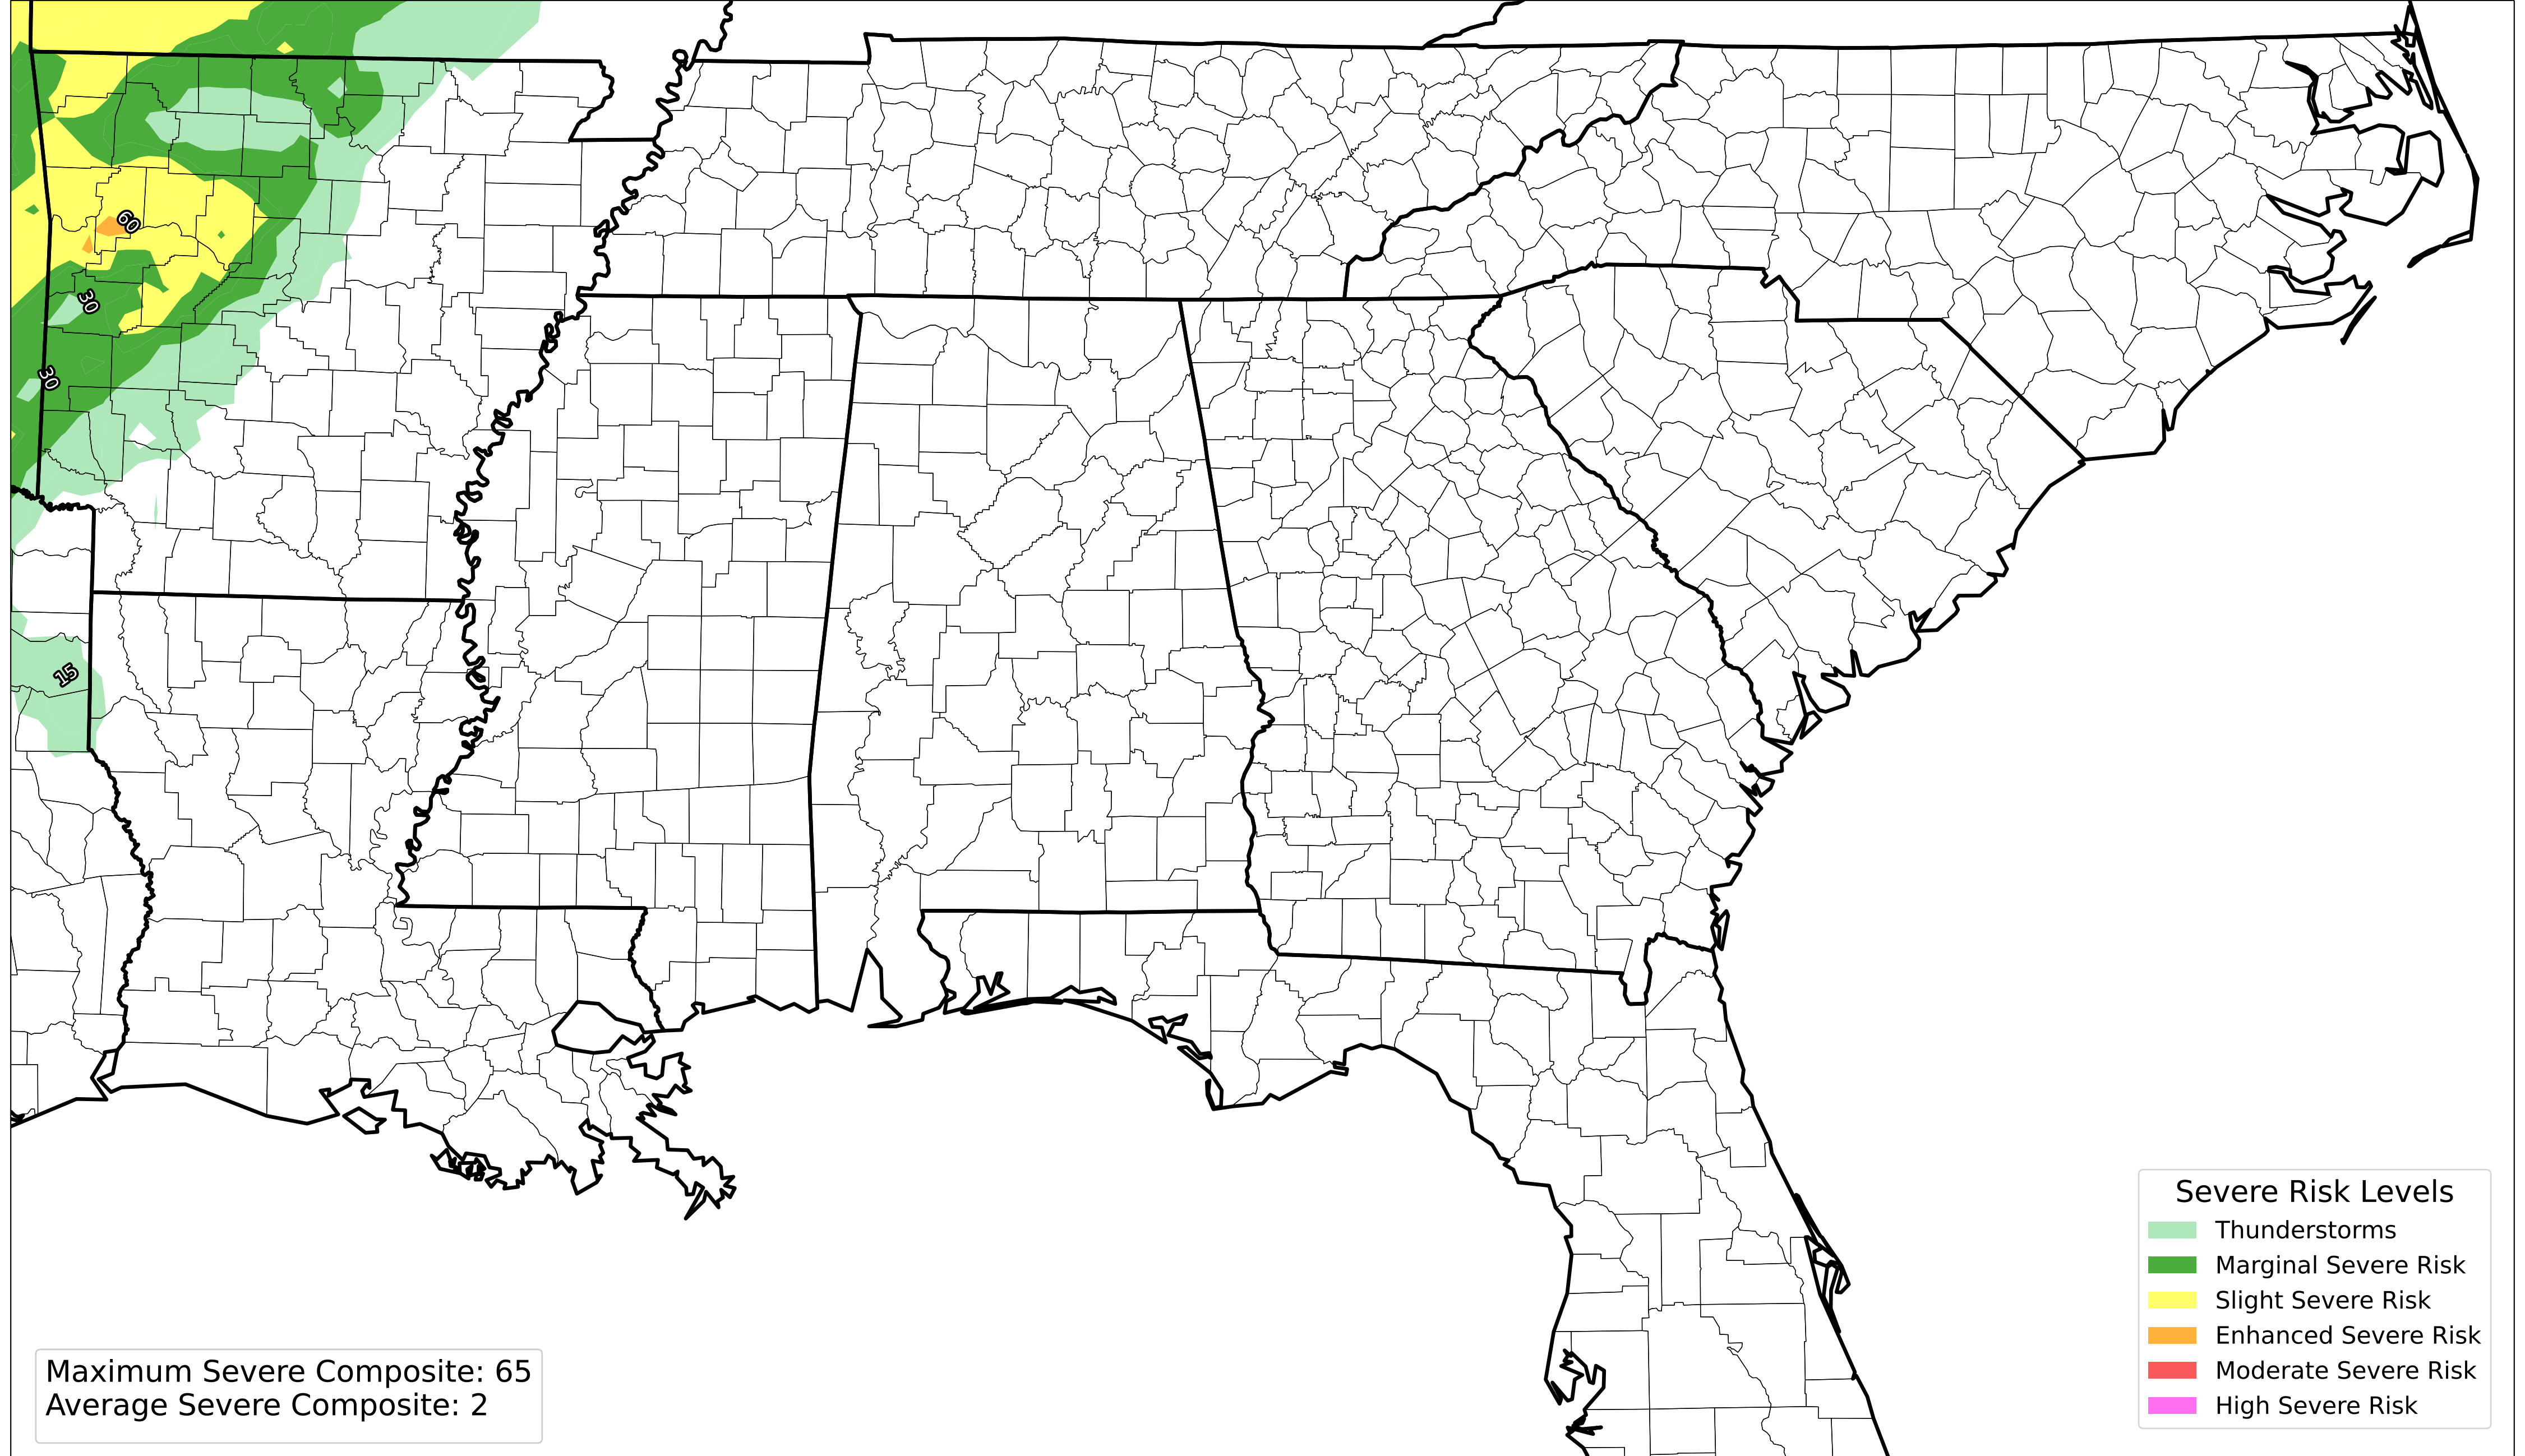 60
30
30
15
Severe Risk Levels
Thunderstorms
Marginal Severe Risk
Slight Severe Risk
Enhanced Severe Risk
Moderate Severe Risk
High Severe Risk
Maximum Severe Composite: 65
Average Severe Composite: 2